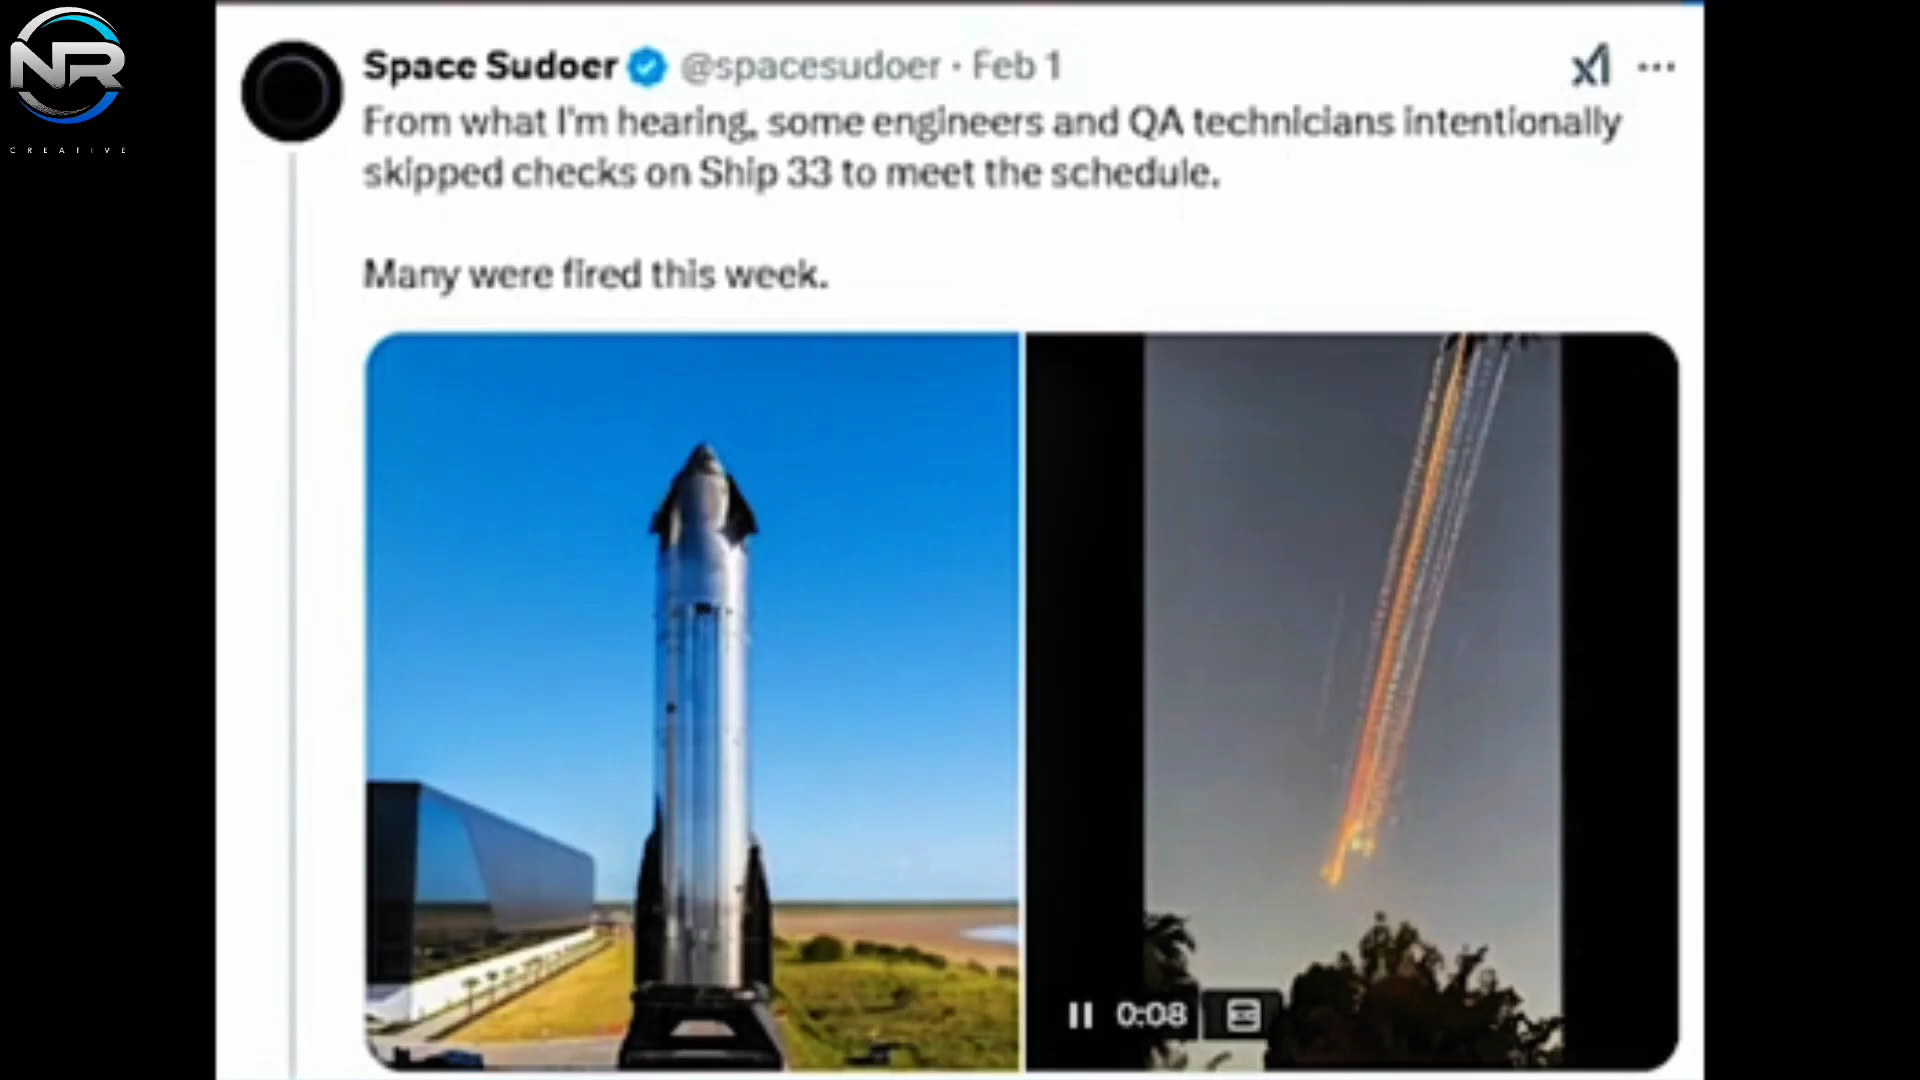 NR
CREATIVE
Space Sudoer @spacesudoer · Feb 1
From what I'm hearing, some engineers and QA technicians intentionally
skipped checks on Ship 33 to meet the schedule.
Many were fired this week.
0:08